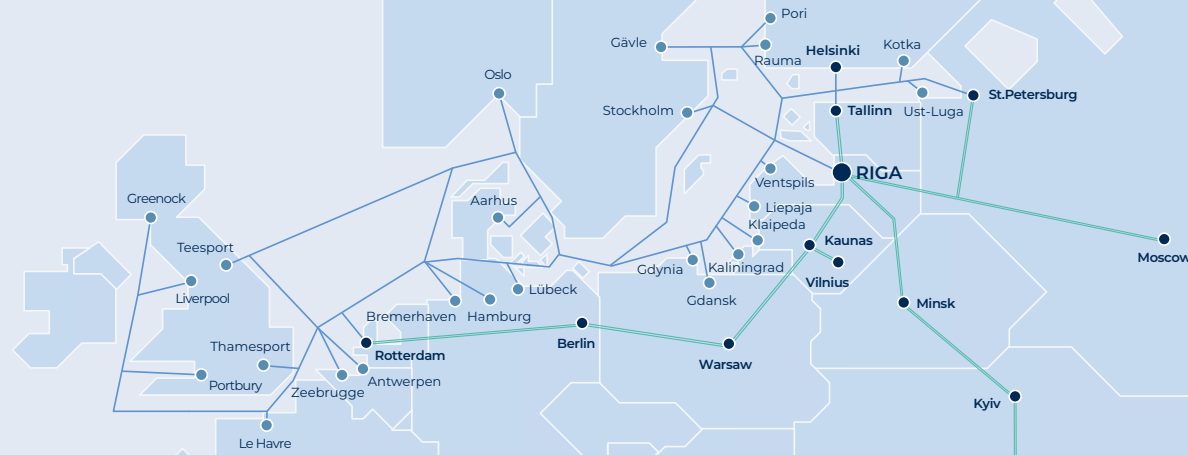 Pori
Gävle
Helsinki
Kotka
Rauma
Oslo
St.Petersburg
Stockholm
Tallinn
Ust-Luga
RIGA
Ventspils
Greenock
Aarhus
Liepaja
Klaipeda
Teesport
Kaunas
Moscow
Gdynia
Kaliningrad
Vilnius
Liverpool
Lübeck
Gdansk
Minsk
Bremerhaven
Hamburg
Thamesport
Rotterdam
Berlin
Warsaw
Antwerpen
Portbury
Zeebrugge
Kyiv
Le Havre